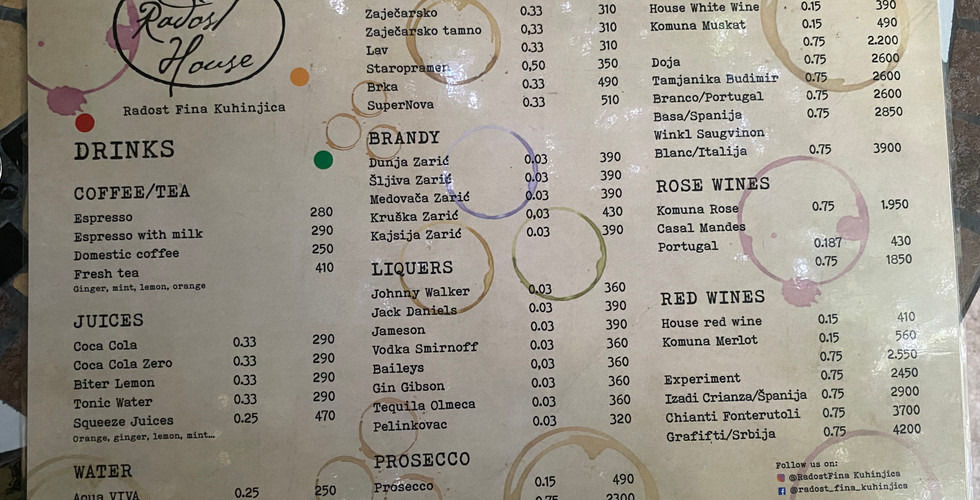 Radost
House
Radost Fina Kuhinjica
DRINKS
COFFEE/TEA
Espresso 280
Espresso with milk 290
Domestic coffee 250
Fresh tea 410
Ginger, mint, lemon, orange
JUICES
Coca Cola 0.33 290
Coca Cola Zero 0.33 290
Biter Lemon 0.33 290
Tonic Water 0.33 290
Squeeze Juices 0.25 470
Orange, ginger, lemon, mint...
WATER
Aqua VIVA 0.25 250
Zaječarsko 0.33 310
Zaječarsko tamno 0,33 310
Lav 0.33 310
Staropramen 0,50 350
Brka 0.33 490
SuperNova 0.33 510
BRANDY
Dunja Zarić 0.03 390
Šljiva Zarić 0.03 390
Medovača Zarić 0.03 390
Kruška Zarić 0,03 430
Kajsija Zarić 0.03 390
LIQUERS
Johnny Walker 0.03 360
Jack Daniels 0.03 390
Jameson 0.03 390
Vodka Smirnoff 0.03 360
Baileys 0,03 360
Gin Gibson 0.03 360
Tequila Olmeca 0.03 360
Pelinkovac 0.03 320
PROSECCO
Prosecco 0.15 490
0.75 2300
House White Wine 0.15 390
Komuna Muskat 0.15 490
0.75 2.200
Doja 0.75 2600
Tamjanika Budimir 0.75 2600
Branco/Portugal 0.75 2600
Basa/Spanija 0.75 2850
Winkl Saugvinon
Blanc/Italija 0.75 3900
ROSE WINES
Komuna Rose 0.75 1.950
Casal Mandes
Portugal 0.187 430
0.75 1850
RED WINES
House red wine 0.15 410
Komuna Merlot 0.15 560
0.75 2.550
Experiment 0.75 2450
Izadi Crianza/Španija 0.75 2900
Chianti Fonterutoli 0.75 3700
Grafifti/Srbija 0.75 4200
Follow us on:
@RadostFina Kuhinjica
@radost_fina_kuhinjica